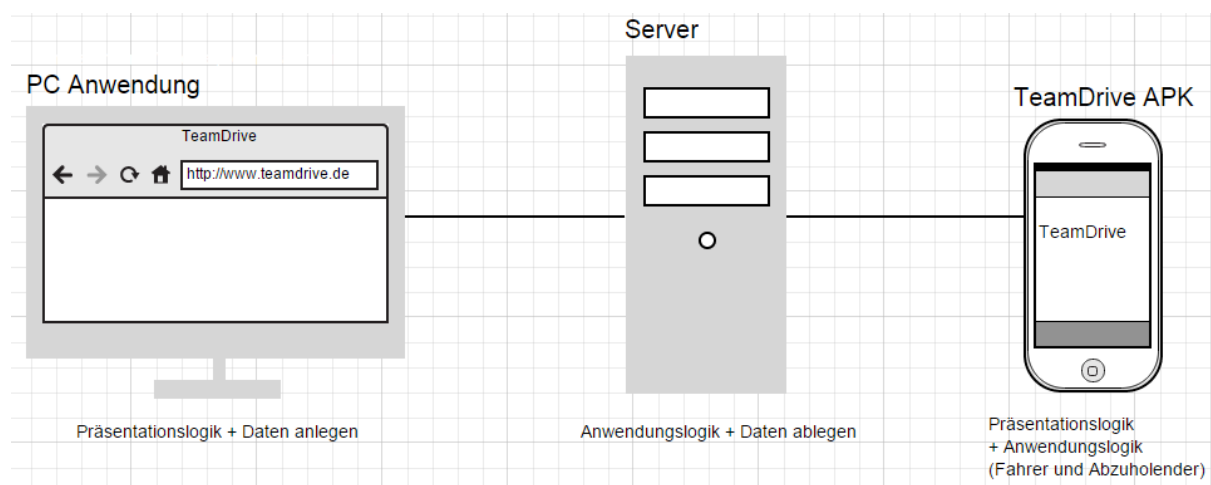 Server
PC Anwendung
TeamDrive APK
TeamDrive
http://www.teamdrive.de
TeamDrive
Präsentationslogik + Daten anlegen
Anwendungslogik + Daten ablegen
Präsentationslogik
+ Anwendungslogik
(Fahrer und Abzuholender)